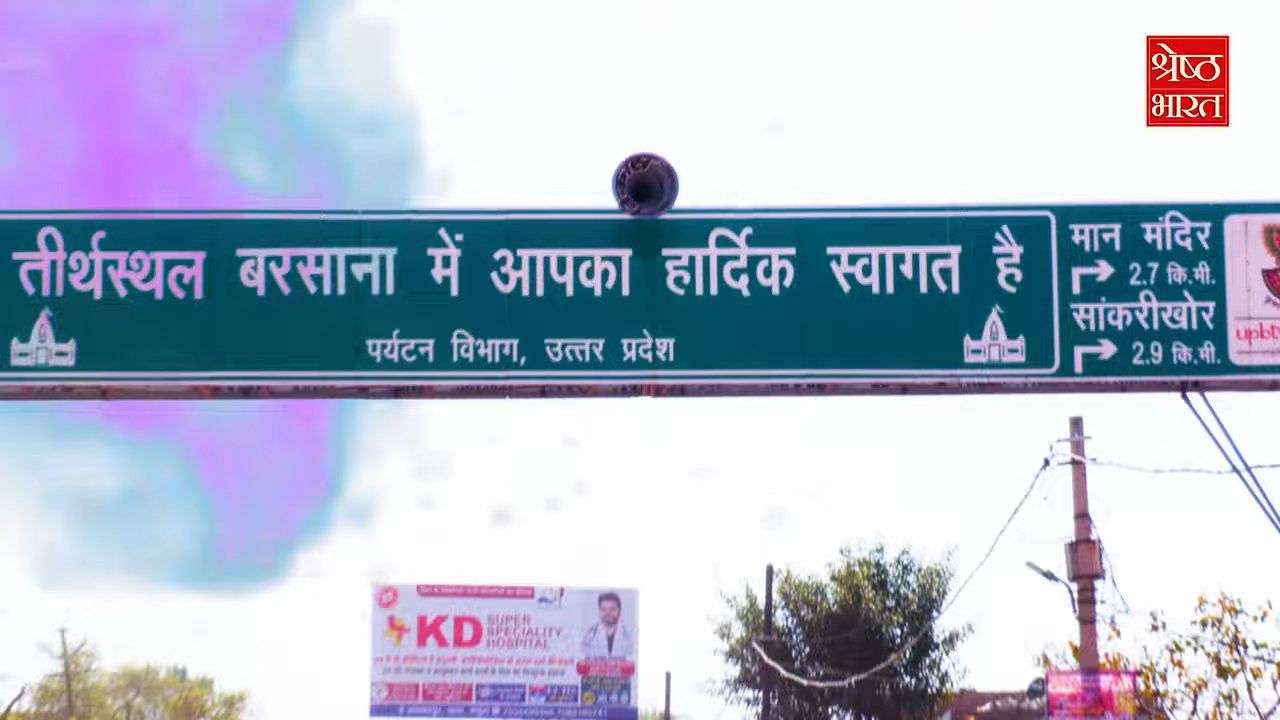 श्रेष्ठ
भारत
तीर्थस्थल बरसाना में आपका हार्दिक स्वागत है
पर्यटन विभाग, उत्तर प्रदेश
मान मंदिर
2.7 कि.मी.
सांकरीखोर
2.9 कि.मी.
KD SUPER
SPECIALITY
HOSPITAL